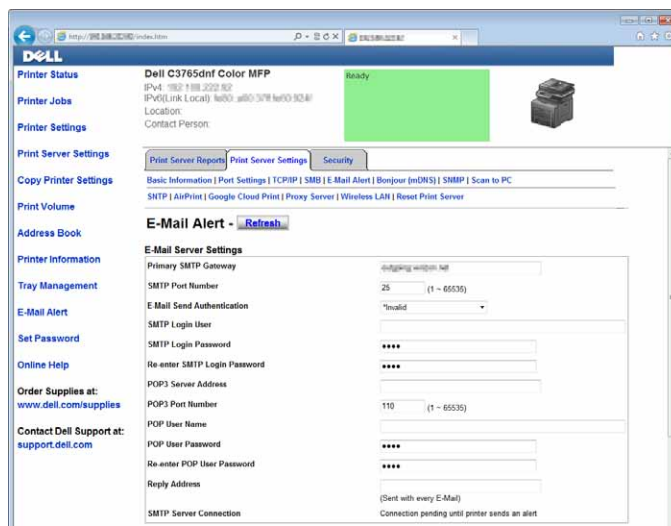 http:// /index.htm
DELL
Printer Status
Printer Jobs
Printer Settings
Print Server Settings
Copy Printer Settings
Print Volume
Address Book
Printer Information
Tray Management
E-Mail Alert
Set Password
Online Help
Order Supplies at:
www.dell.com/supplies
Contact Dell Support at:
support.dell.com
Dell C3765dnf Color MFP
IPv4:
IPv6(Link Local):
Location:
Contact Person:
Ready
Print Server Reports Print Server Settings Security
Basic Information | Port Settings | TCP/IP | SMB | E-Mail Alert | Bonjour (mDNS) | SNMP | Scan to PC
SNTP | AirPrint | Google Cloud Print | Proxy Server | Wireless LAN | Reset Print Server
E-Mail Alert - Refresh
E-Mail Server Settings
Primary SMTP Gateway
SMTP Port Number 25 (1 ~ 65535)
E-Mail Send Authentication *Invalid
SMTP Login User
SMTP Login Password ••••
Re-enter SMTP Login Password ••••
POP3 Server Address
POP3 Port Number 110 (1 ~ 65535)
POP User Name
POP User Password ••••
Re-enter POP User Password ••••
Reply Address
(Sent with every E-Mail)
SMTP Server Connection Connection pending until printer sends an alert